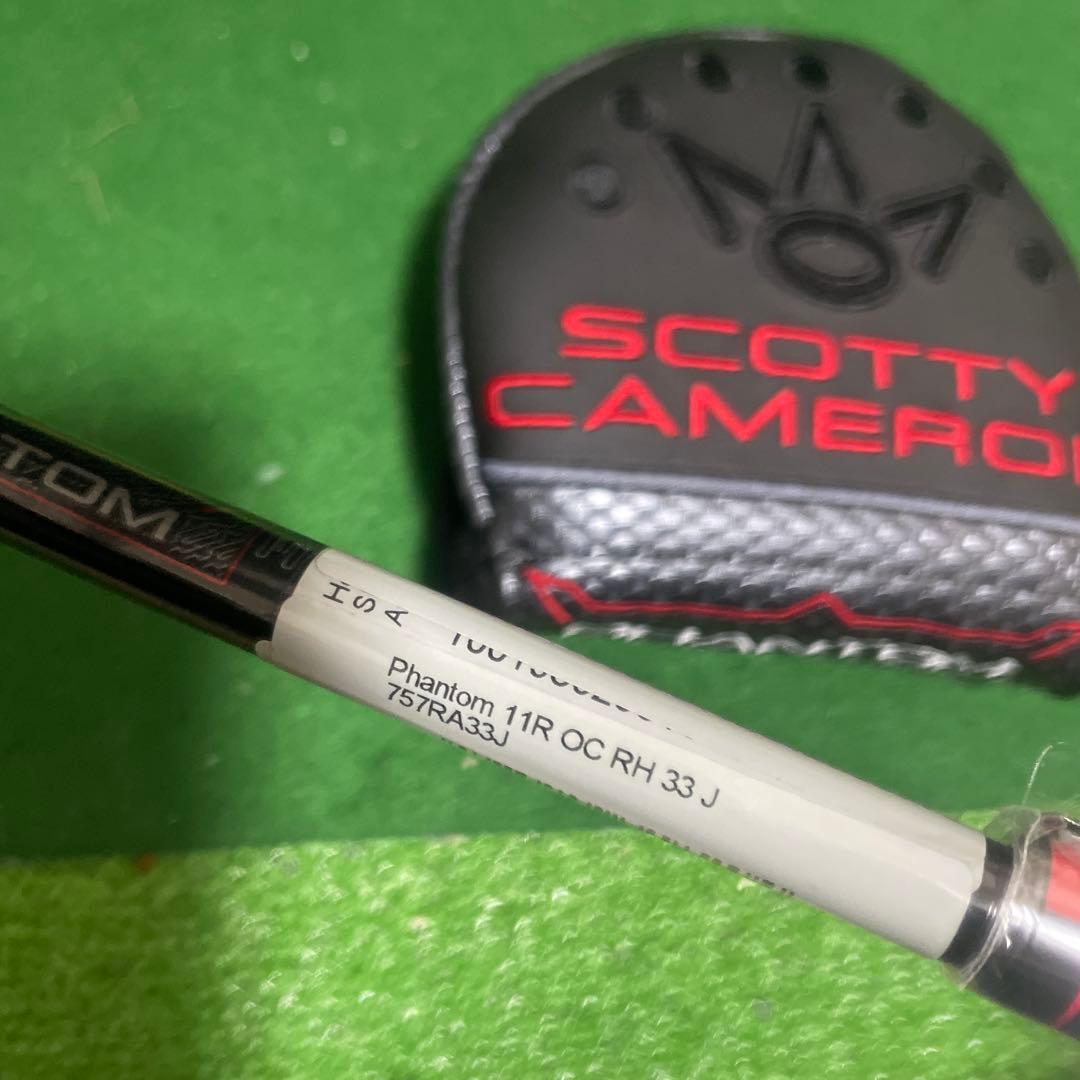 SCOTTY
CAMERO
TOM
H
S
A
Phantom 11R OC RH 33 J
757RA33J